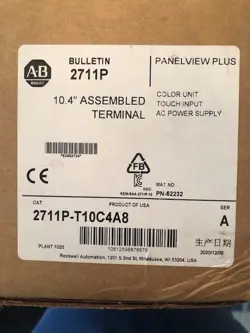 AB
BULLETIN
2711P
PANELVIEW PLUS
10.4" ASSEMBLED
TERMINAL
COLOR UNIT
TOUCH INPUT
AC POWER SUPPLY
CE
FB
MAT NO
PN-62232
CAT
PRODUCT OF USA
SER
2711P-T10C4A8
A
PLANT 1020
生产日期
Rockwell Automation, 1201 S 2nd St, Milwaukee, WI 53204, USA